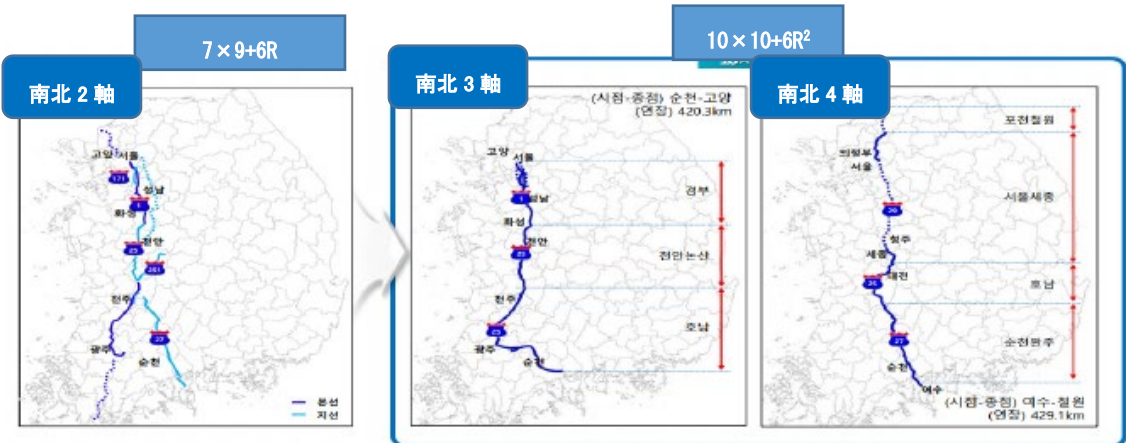 7×9+6R
南北 2 軸
고양 서울
171
성남
1
화성
천안
25
251
전주
27
광주
순천
본선
지선
10×10+6R²
南北 3 軸
(시점-종점) 순천-고양
(연장) 420.3km
고양
서울
1
성남
화성
천안
25
전주
25
광주
순천
경부
천안논산
호남
南北 4 軸
의정부
서울
청주
세종
대전
27
순천
여수
포천철원
서울세종
호남
순천완주
(시점-종점) 여수-철원
(연장) 429.1km